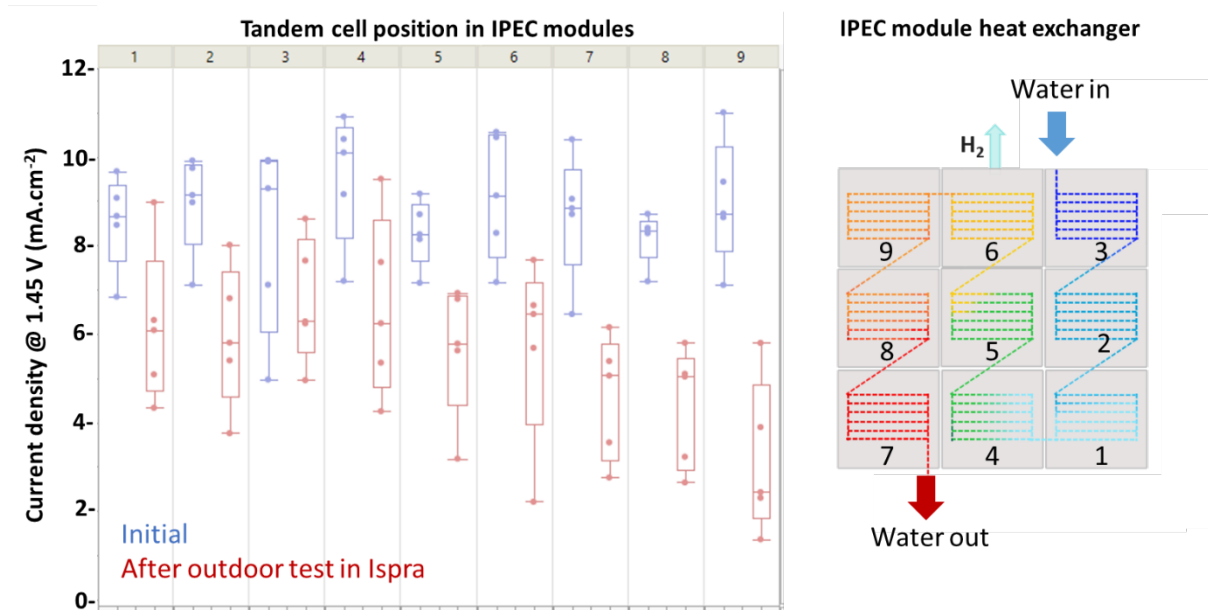 Tandem cell position in IPEC modules
1 2 3 4 5 6 7 8 9
Current density @ 1.45 V (mA.cm-2)
12-
10-
8-
6-
4-
2-
0-
Initial
After outdoor test in Ispra
IPEC module heat exchanger
Water in
H2
9 6 3
8 5 2
7 4 1
Water out